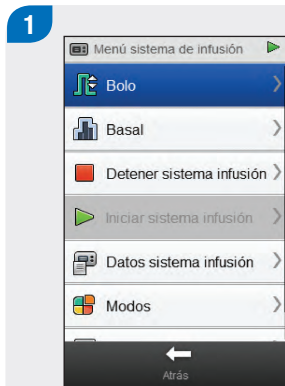 1
Menú sistema de infusión
Bolo
Basal
Detener sistema infusión
Iniciar sistema infusión
Datos sistema infusión
Modos
Atrás